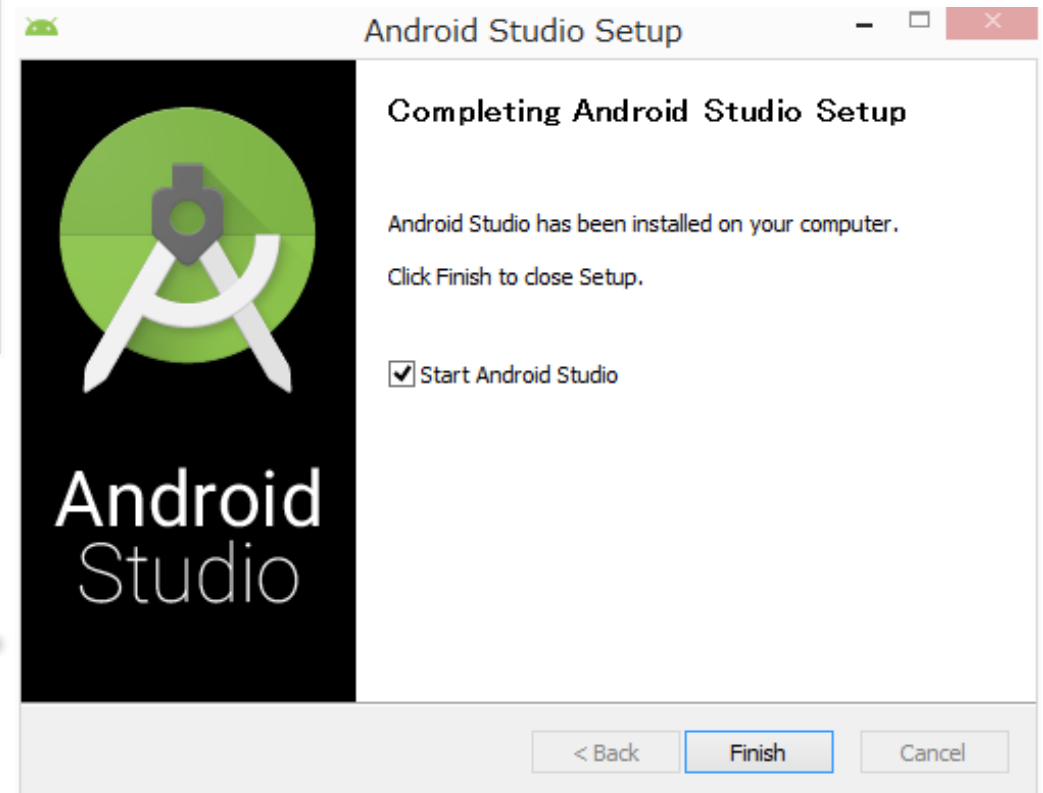 Android Studio Setup
Completing Android Studio Setup
Android Studio has been installed on your computer.
Click Finish to close Setup.
Start Android Studio
Android
Studio
< Back
Finish
Cancel